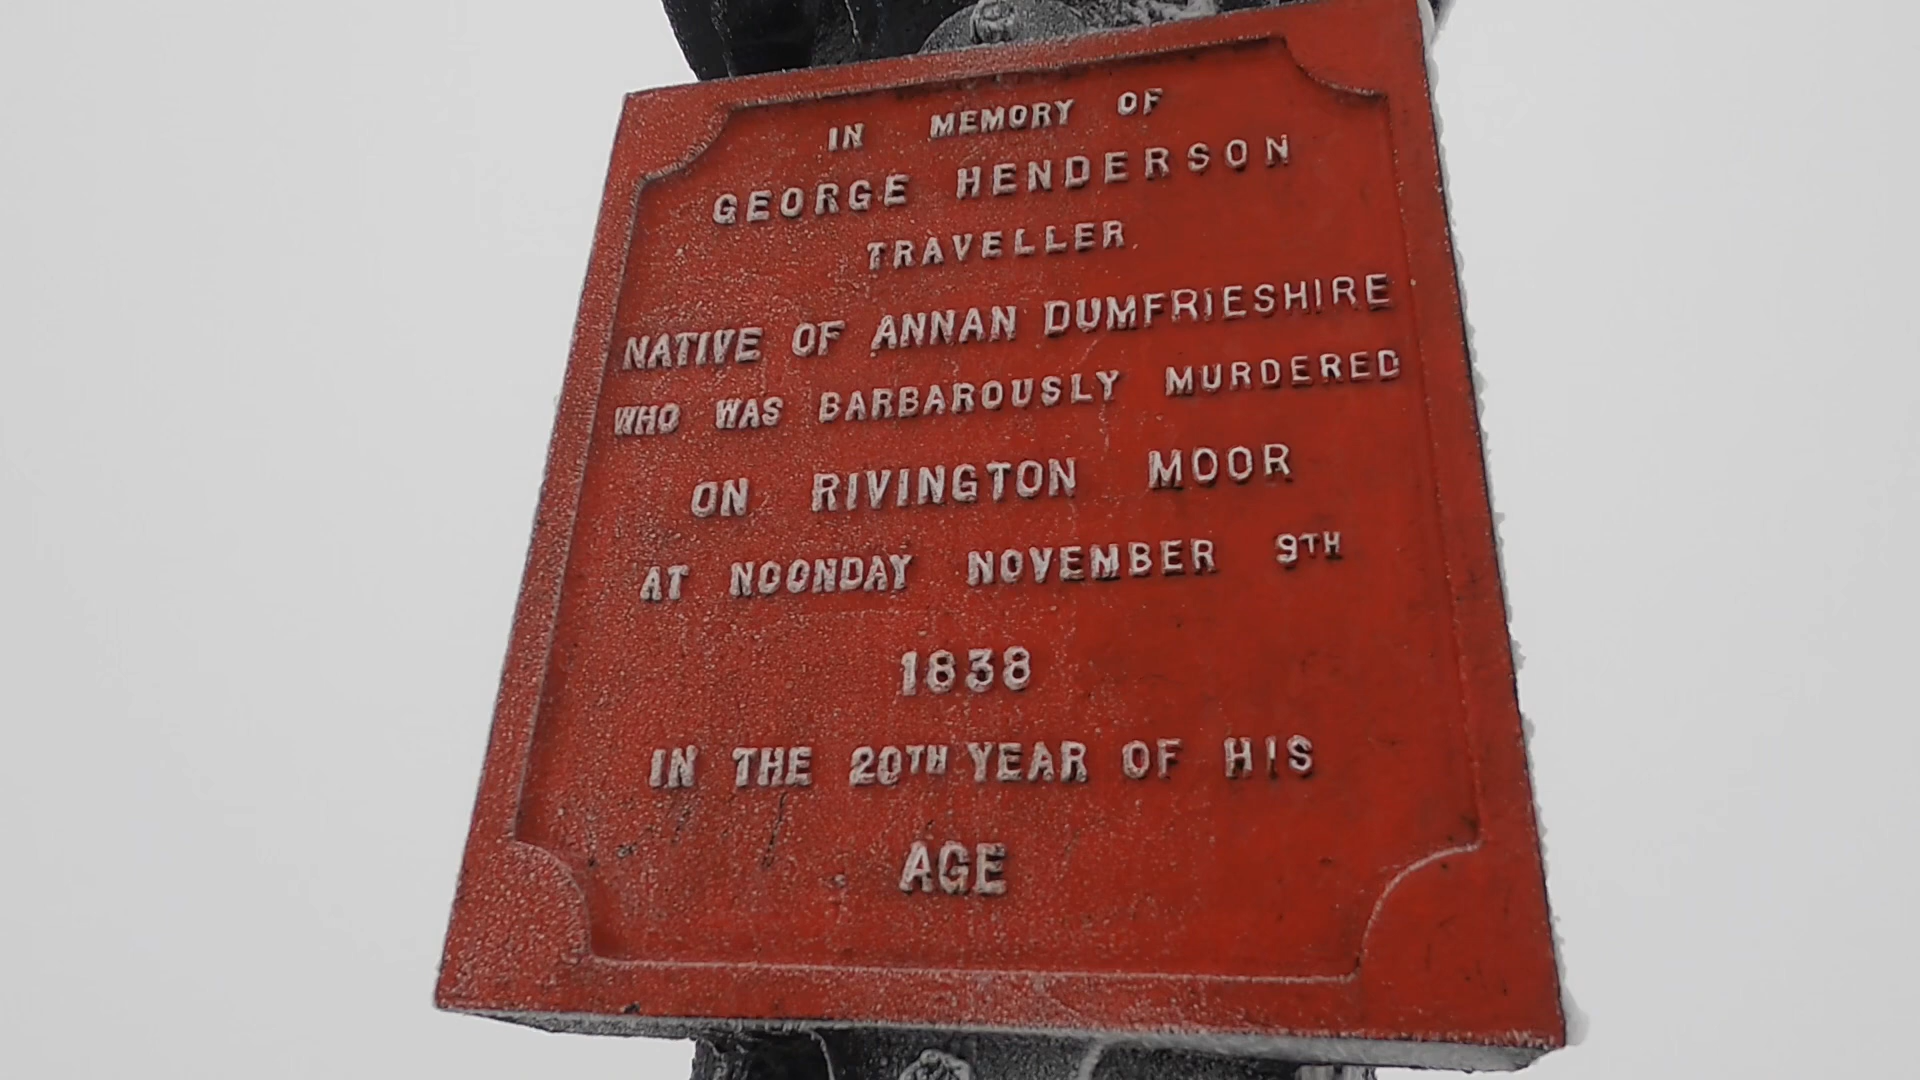 IN MEMORY OF
GEORGE HENDERSON
TRAVELLER.
NATIVE OF ANNAN DUMFRIESHIRE
WHO WAS BARBAROUSLY MURDERED
ON RIVINGTON MOOR
AT NOONDAY NOVEMBER 9TH
1838
IN THE 20TH YEAR OF HIS
AGE